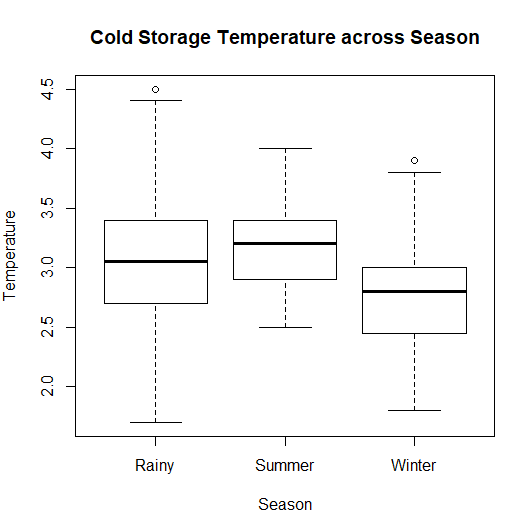 Cold Storage Temperature across Season
Temperature
4.5
4.0
3.5
3.0
2.5
2.0
Rainy
Summer
Winter
Season